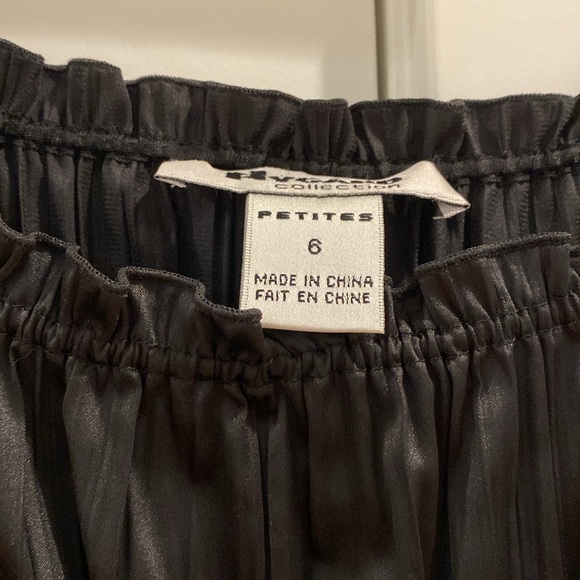 collection
PETITES
6
MADE IN CHINA
FAIT EN CHINE